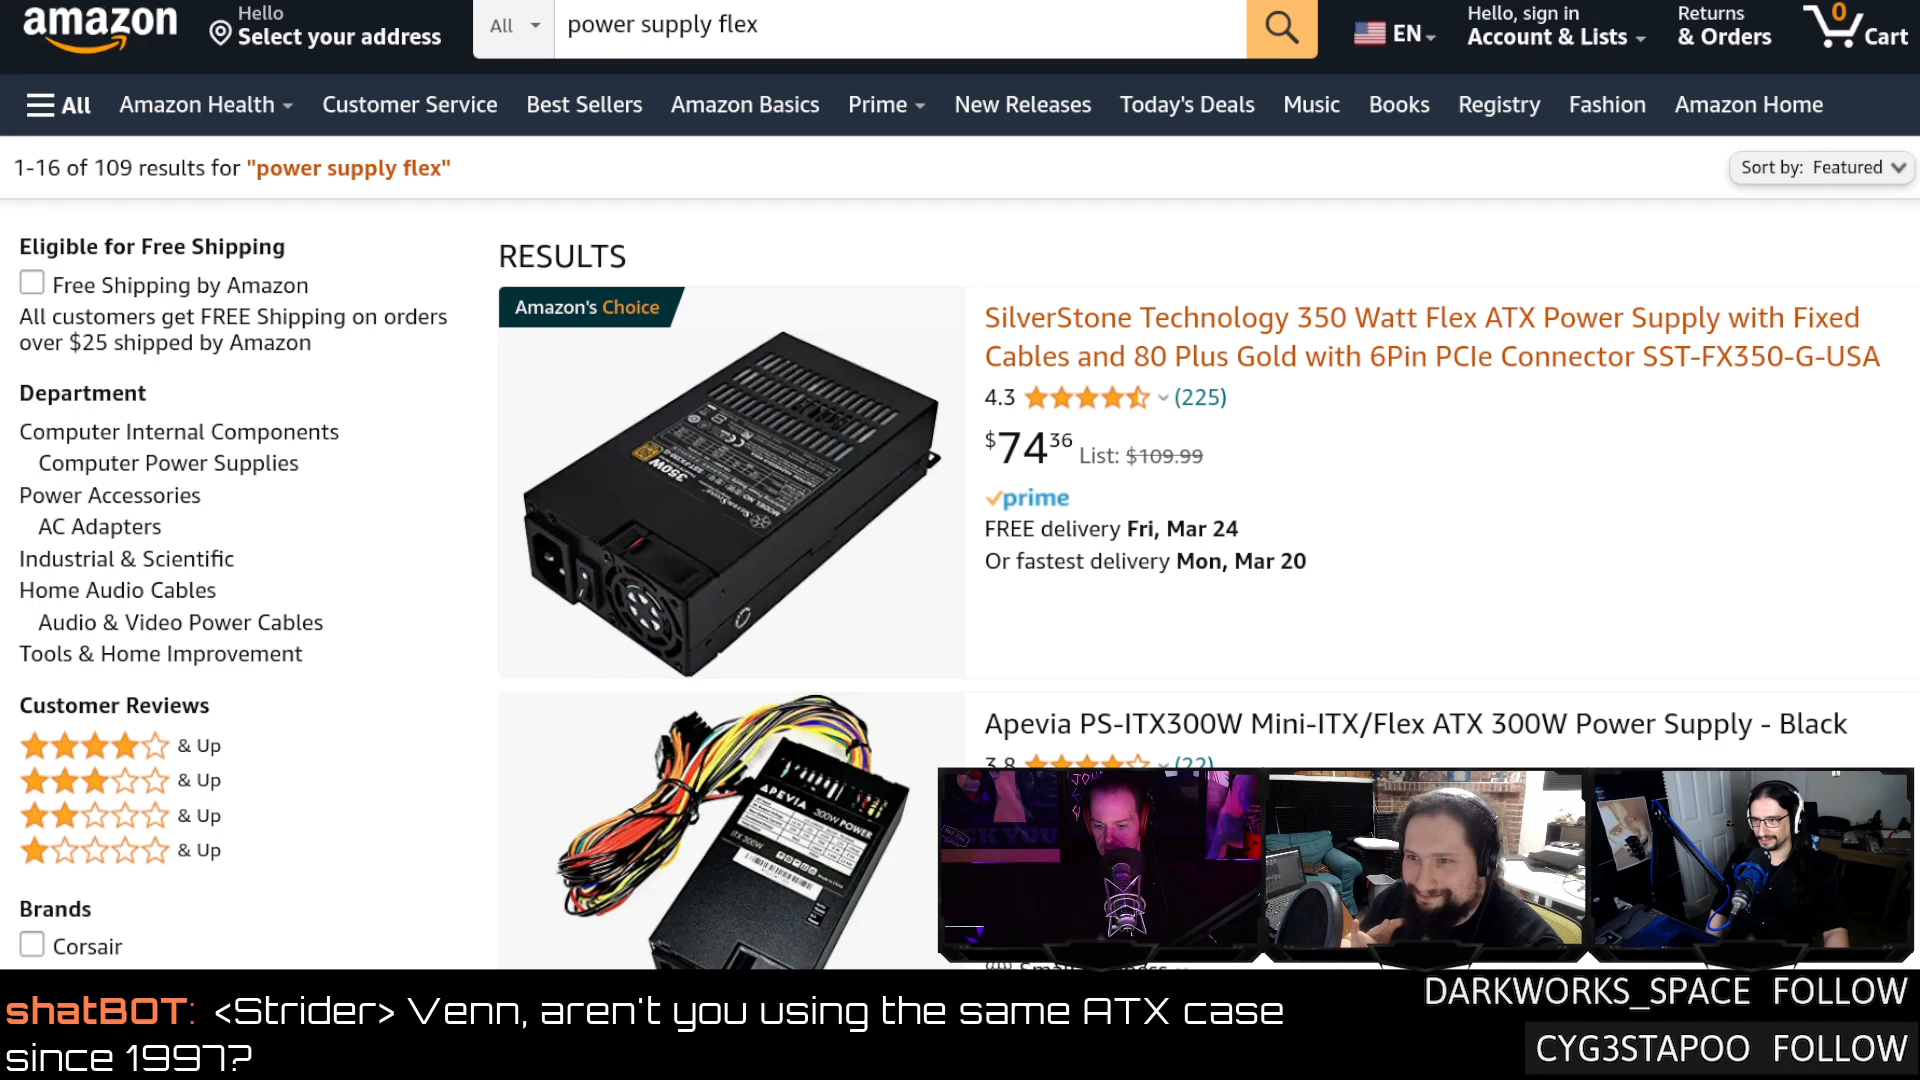 amazon
Hello
Select your address
All
power supply flex
EN
Hello, sign in
Account & Lists
Returns
& Orders
0
Cart
All
Amazon Health
Customer Service
Best Sellers
Amazon Basics
Prime
New Releases
Today's Deals
Music
Books
Registry
Fashion
Amazon Home
1-16 of 109 results for "power supply flex"
Sort by: Featured
Eligible for Free Shipping
Free Shipping by Amazon
All customers get FREE Shipping on orders
over $25 shipped by Amazon
Department
Computer Internal Components
Computer Power Supplies
Power Accessories
AC Adapters
Industrial & Scientific
Home Audio Cables
Audio & Video Power Cables
Tools & Home Improvement
Customer Reviews
& Up
& Up
& Up
& Up
Brands
Corsair
RESULTS
Amazon's Choice
350W
SilverStone Technology 350 Watt Flex ATX Power Supply with Fixed
Cables and 80 Plus Gold with 6Pin PCIe Connector SST-FX350-G-USA
4.3
(225)
$74 36
List: $109.99
prime
FREE delivery Fri, Mar 24
Or fastest delivery Mon, Mar 20
APEVIA
300W POWER
ITX 300W
Apevia PS-ITX300W Mini-ITX/Flex ATX 300W Power Supply - Black
3.8
(22)
shatBOT: <Strider> Venn, aren't you using the same ATX case
since 1997?
DARKWORKS_SPACE FOLLOW
CYG3STAPOO FOLLOW